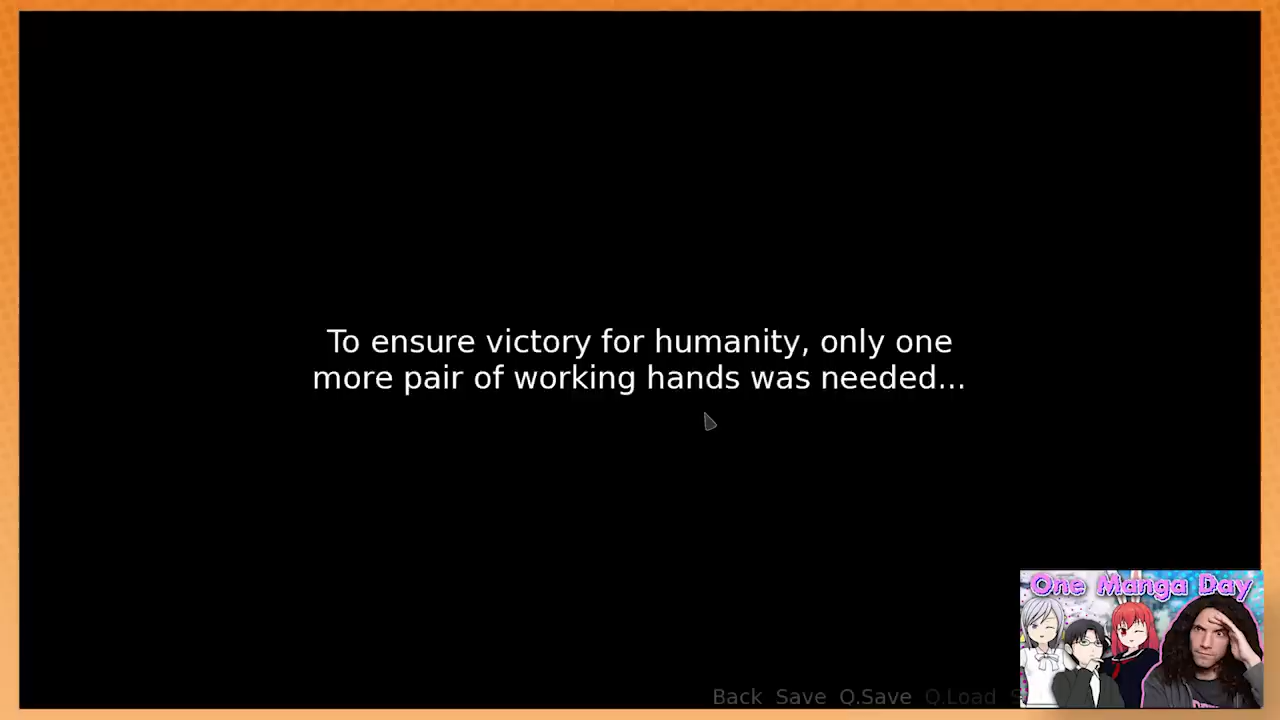 To ensure victory for humanity, only one
more pair of working hands was needed...
One Manga Day
Back Save Q.Save Q.Load